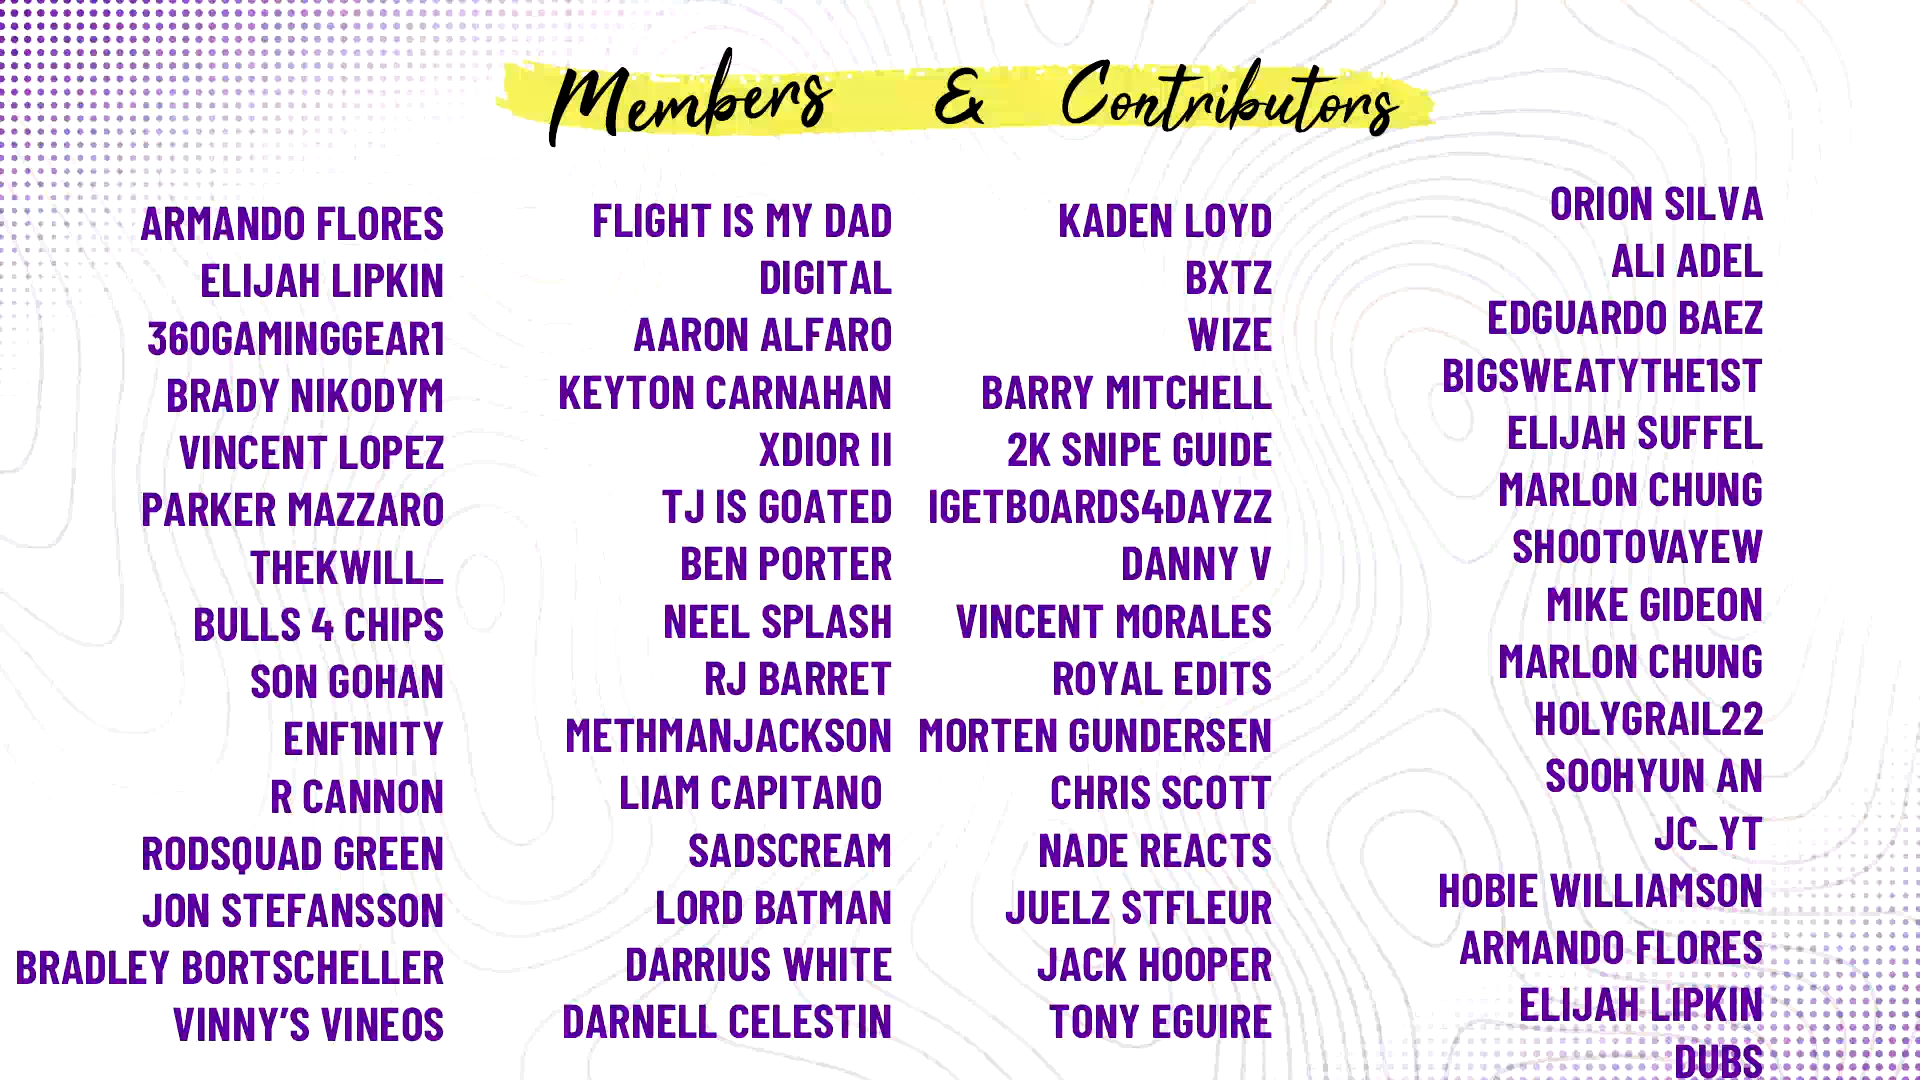 Members & Contributors
ARMANDO FLORES
ELIJAH LIPKIN
360GAMINGGEAR1
BRADY NIKODYM
VINCENT LOPEZ
PARKER MAZZARO
THEKWILL_
BULLS 4 CHIPS
SON GOHAN
ENF1NITY
R CANNON
RODSQUAD GREEN
JON STEFANSSON
BRADLEY BORTSCHELLER
VINNY'S VINEOS
FLIGHT IS MY DAD
DIGITAL
AARON ALFARO
KEYTON CARNAHAN
XDIOR II
TJ IS GOATED
BEN PORTER
NEEL SPLASH
RJ BARRET
METHMANJACKSON
LIAM CAPITANO
SADSCREAM
LORD BATMAN
DARRIUS WHITE
DARNELL CELESTIN
KADEN LOYD
BXTZ
WIZE
BARRY MITCHELL
2K SNIPE GUIDE
IGETBOARDS4DAYZZ
DANNY V
VINCENT MORALES
ROYAL EDITS
MORTEN GUNDERSEN
CHRIS SCOTT
NADE REACTS
JUELZ STFLEUR
JACK HOOPER
TONY EGUIRE
ORION SILVA
ALI ADEL
EDGUARDO BAEZ
BIGSWEATYTHE1ST
ELIJAH SUFFEL
MARLON CHUNG
SHOOTOVAYEW
MIKE GIDEON
MARLON CHUNG
HOLYGRAIL22
SOOHYUN AN
JC_YT
HOBIE WILLIAMSON
ARMANDO FLORES
ELIJAH LIPKIN
DUBS